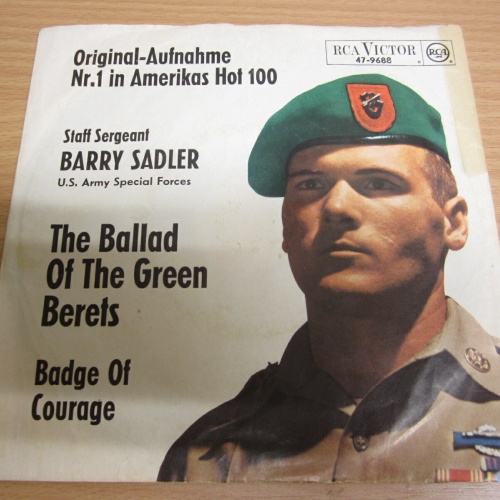 Original-Aufnahme
Nr.1 in Amerikas Hot 100
RCA VICTOR
47-9688
RCA
Staff Sergeant
BARRY SADLER
U.S. Army Special Forces
The Ballad
Of The Green
Berets
Badge Of
Courage